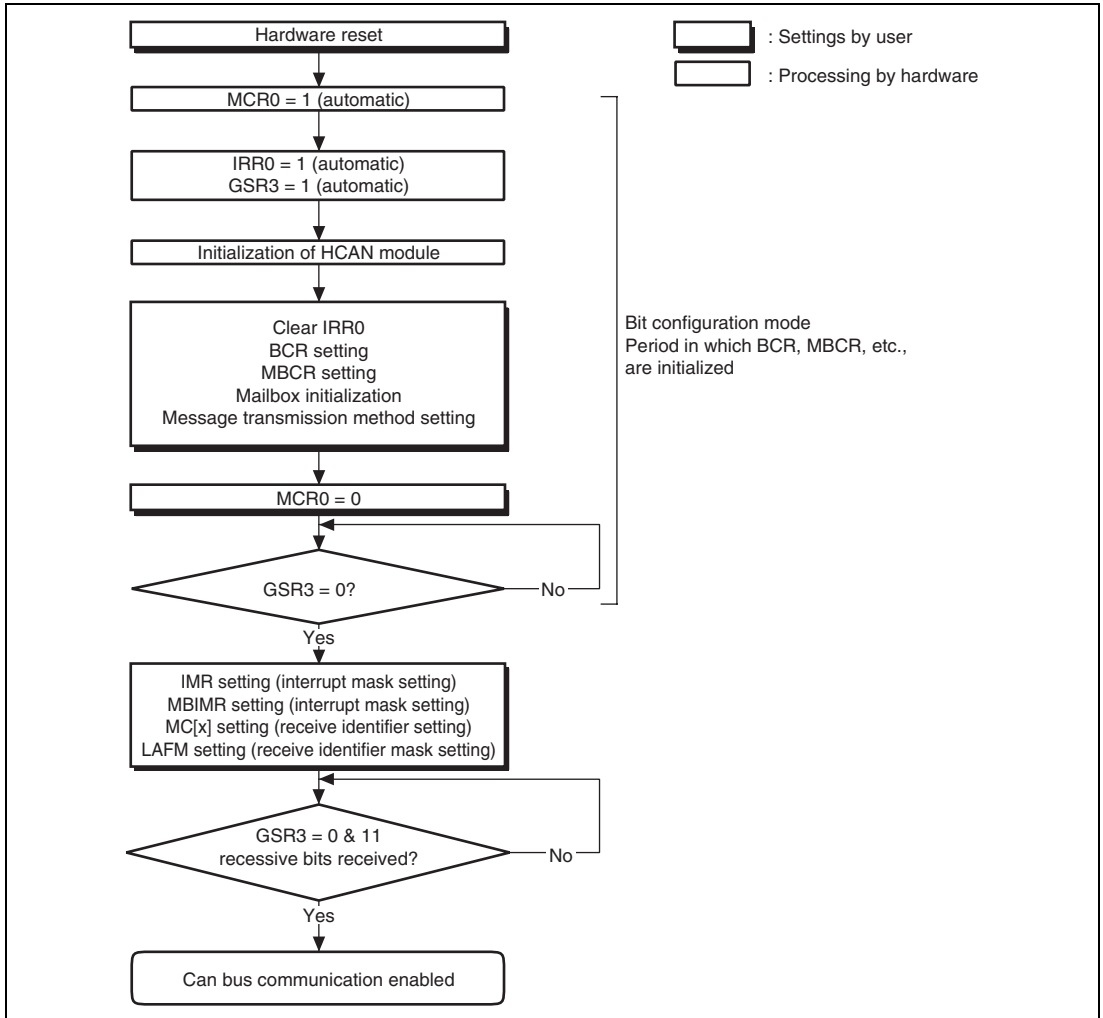 Hardware reset
: Settings by user
: Processing by hardware
MCR0 = 1 (automatic)
IRR0 = 1 (automatic)
GSR3 = 1 (automatic)
Initialization of HCAN module
Clear IRR0
BCR setting
MBCR setting
Mailbox initialization
Message transmission method setting
Bit configuration mode
Period in which BCR, MBCR, etc.,
are initialized
MCR0 = 0
GSR3 = 0?
No
Yes
IMR setting (interrupt mask setting)
MBIMR setting (interrupt mask setting)
MC[x] setting (receive identifier setting)
LAFM setting (receive identifier mask setting)
GSR3 = 0 & 11
recessive bits received?
No
Yes
Can bus communication enabled